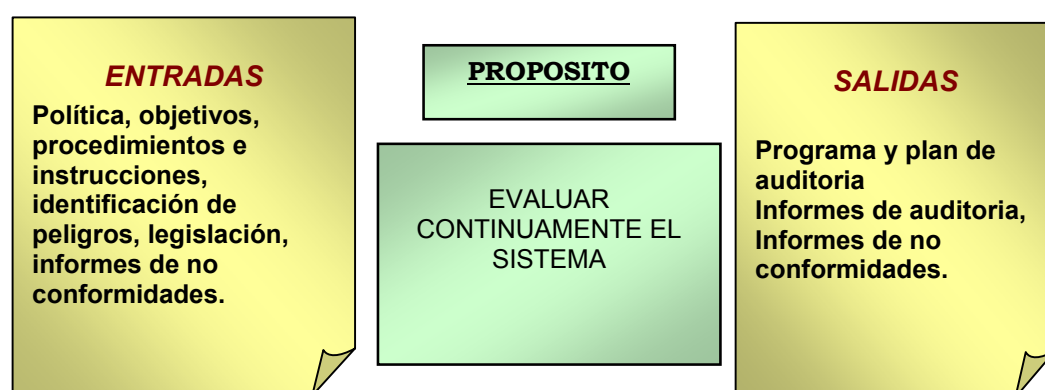 ENTRADAS
Política, objetivos,
procedimientos e
instrucciones,
identificación de
peligros, legislación,
informes de no
conformidades.
PROPOSITO
EVALUAR
CONTINUAMENTE EL
SISTEMA
SALIDAS
Programa y plan de
auditoria
Informes de auditoria,
Informes de no
conformidades.